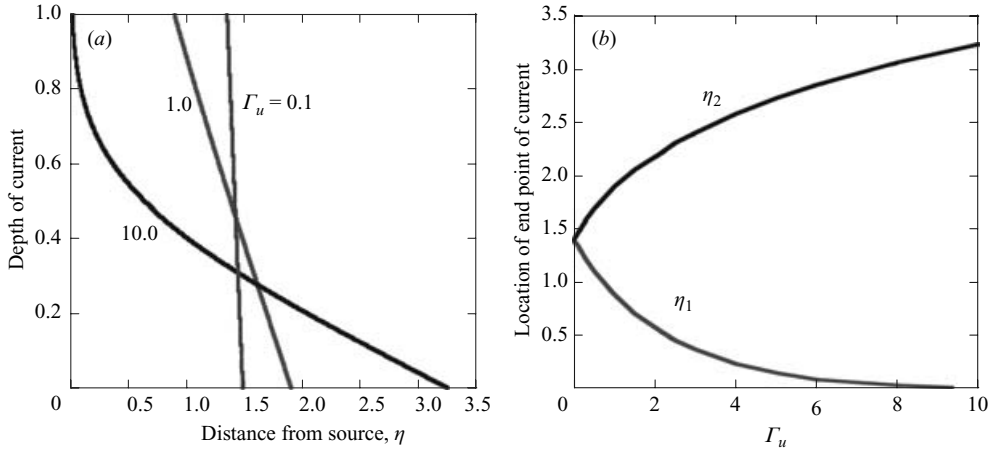 (a)
1.0
0.8
0.6
0.4
0.2
0
Depth of current
1.0
Γu = 0.1
10.0
0.5 1.0 1.5 2.0 2.5 3.0 3.5
Distance from source, η
(b)
3.5
3.0
2.5
2.0
1.5
1.0
0.5
Location of end point of current
η2
η1
0 2 4 6 8 10
Γu